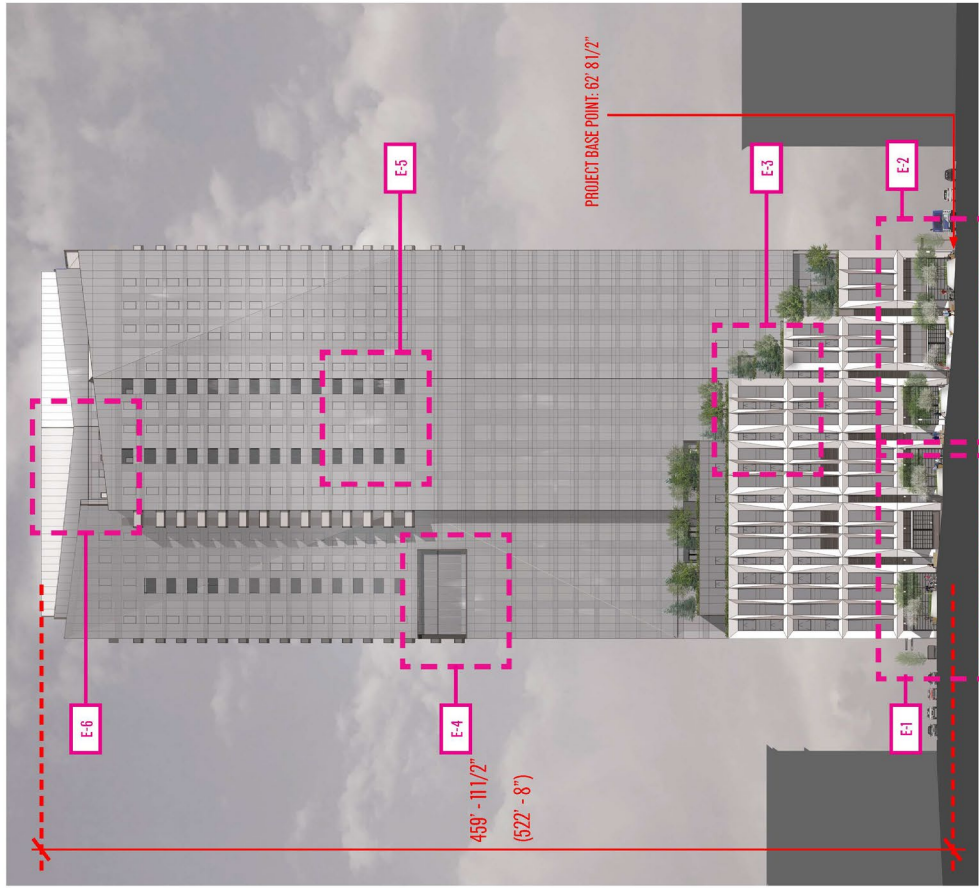 PROJECT BASE POINT: 62' 8 1/2"
E-5
E-3
E-2
E-6
E-4
E-1
459' - 11 1/2"
(522' - 8")